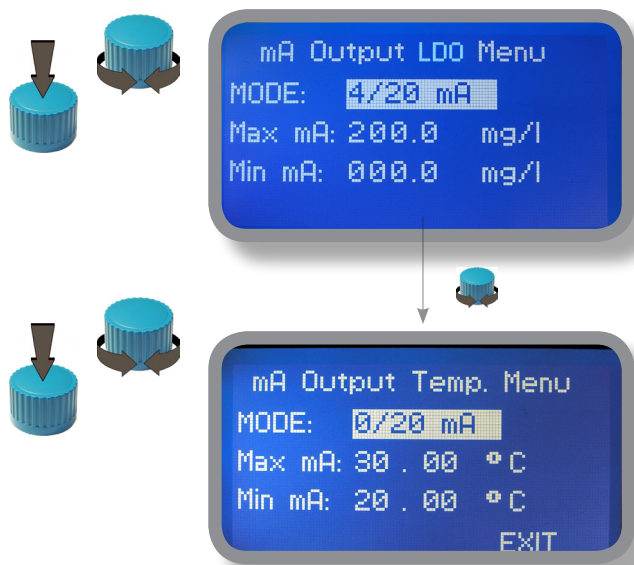 mA Output LDO Menu
MODE: 4/20 mA
Max mA: 200.0 mg/l
Min mA: 000.0 mg/l
mA Output Temp. Menu
MODE: 0/20 mA
Max mA: 30 . 00 °C
Min mA: 20 . 00 °C
EXIT